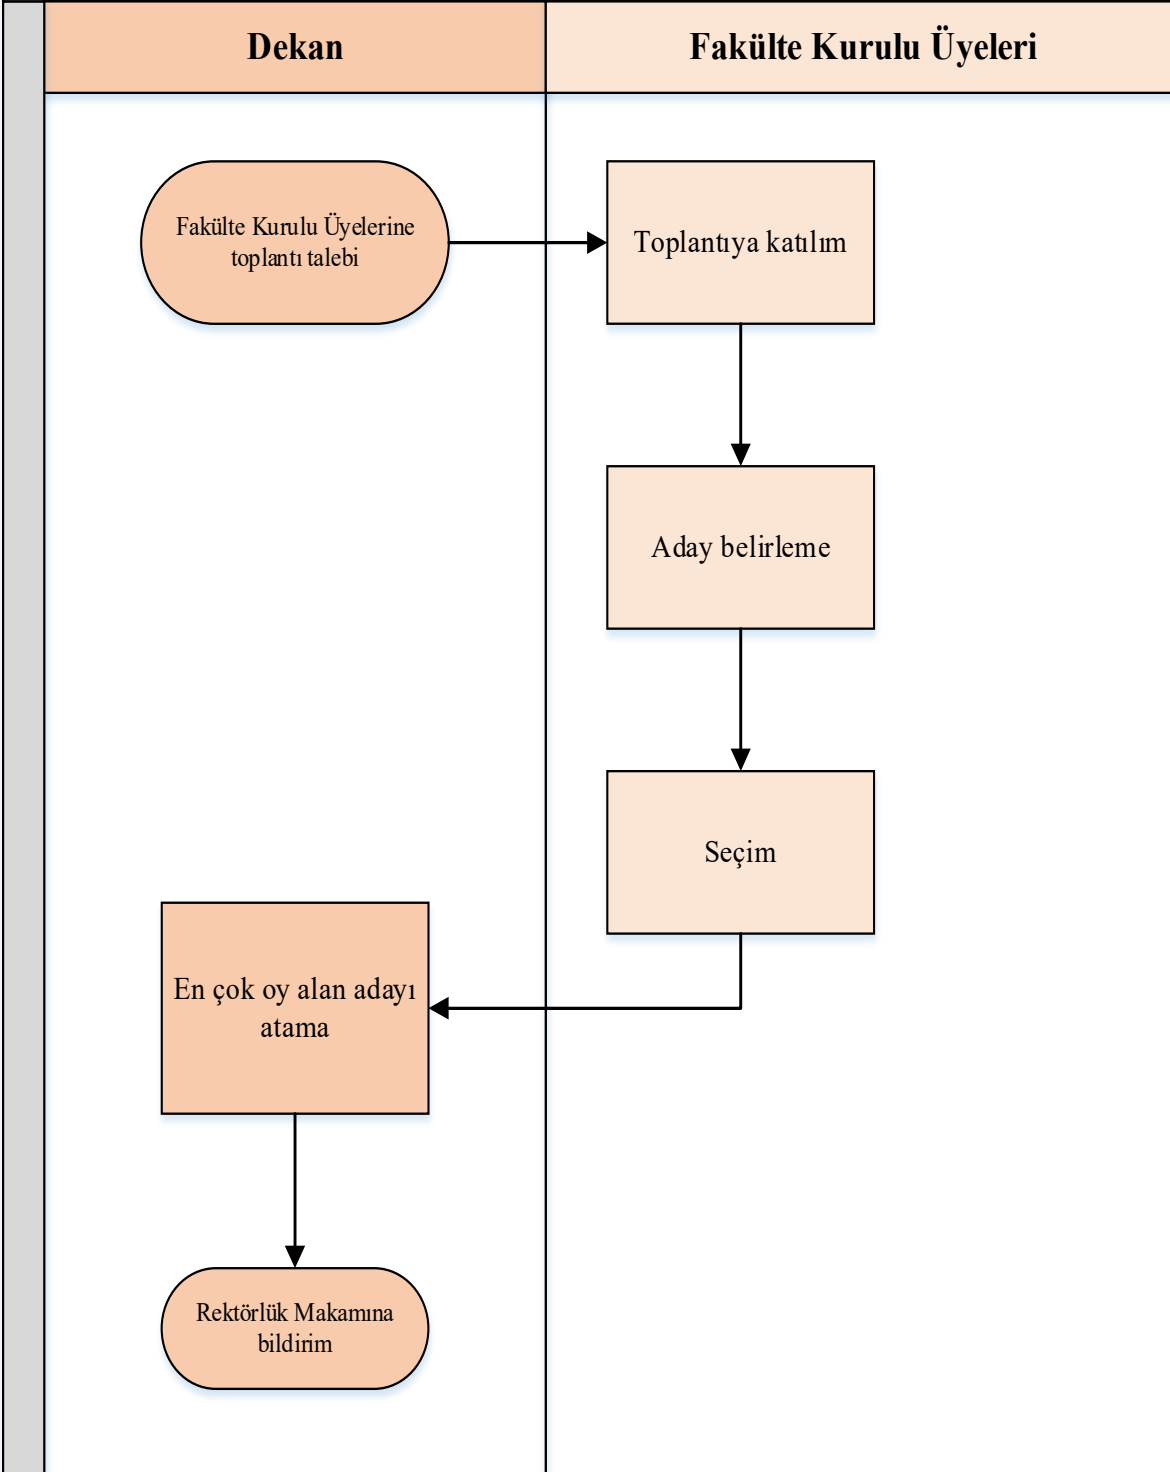 Dekan
Fakülte Kurulu Üyeleri
Fakülte Kurulu Üyelerine
toplantı talebi
Toplantıya katılım
Aday belirleme
Seçim
En çok oy alan adayı
atama
Rektörlük Makamına
bildirim